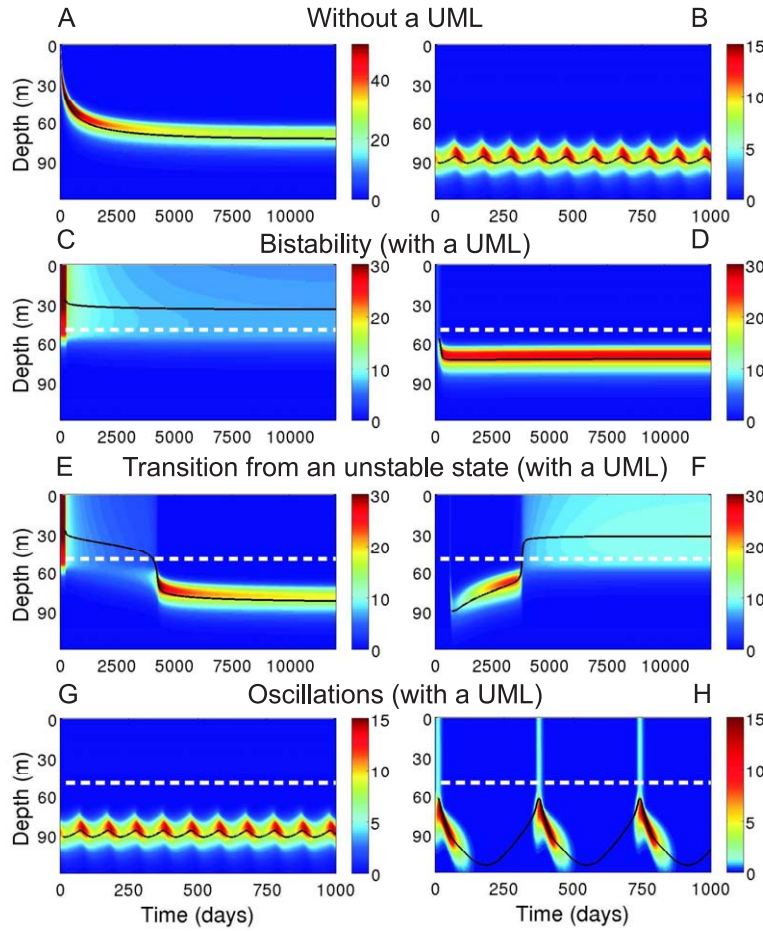 A Without a UML B
0 30 60 90
Depth (m)
0 2500 5000 7500 10000
40 20 0
0 250 500 750 1000
15 10 5 0
C Bistability (with a UML) D
0 30 60 90
Depth (m)
0 2500 5000 7500 10000
30 20 10 0
0 2500 5000 7500 10000
30 20 10 0
E Transition from an unstable state (with a UML) F
0 30 60 90
Depth (m)
0 2500 5000 7500 10000
30 20 10 0
0 2500 5000 7500 10000
30 20 10 0
G Oscillations (with a UML) H
0 30 60 90
Depth (m)
0 250 500 750 1000
15 10 5 0
0 30 60 90
0 250 500 750 1000
15 10 5 0
Time (days) Time (days)